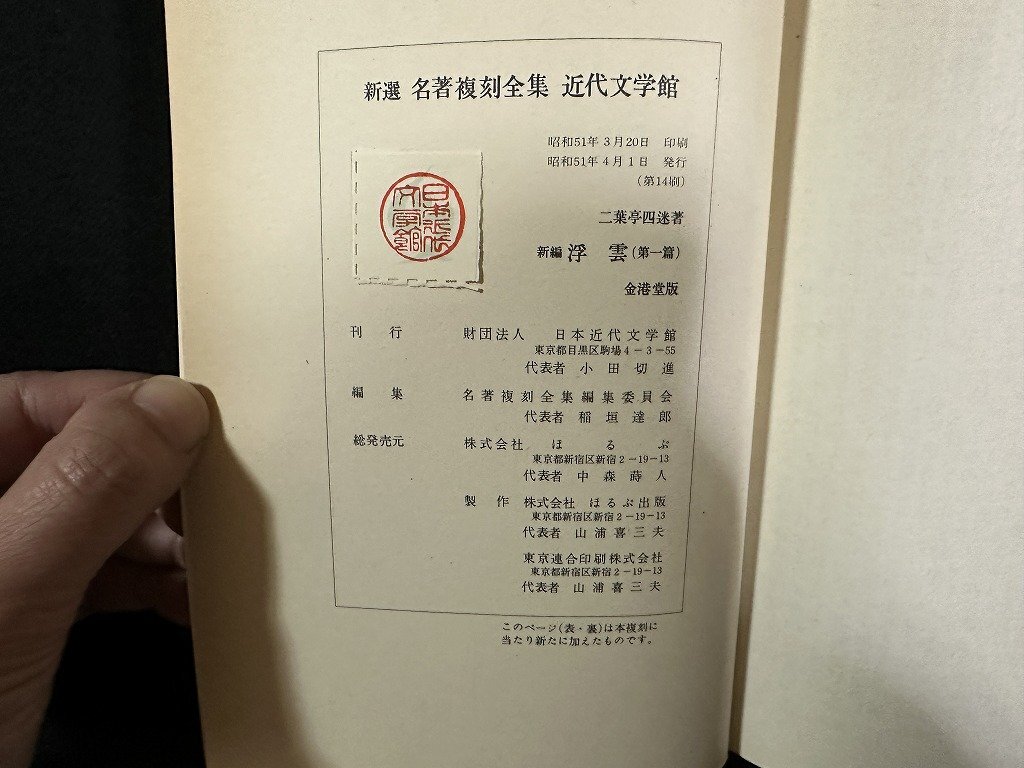 新選 名著複刻全集 近代文学館
昭和51年3月20日 印刷
昭和51年4月1日 発行
(第14刷)
日本近代文学館
二葉亭四迷著
新編 浮雲(第一篇)
金港堂版
刊行 財団法人 日本近代文学館
東京都目黒区駒場4-3-55
代表者 小田切進
編集 名著複刻全集編集委員会
代表者 稲垣達郎
総発売元 株式会社 ほるぷ
東京都新宿区新宿2-19-13
代表者 中森蒔人
製作 株式会社 ほるぷ出版
東京都新宿区新宿2-19-13
代表者 山浦喜三夫
東京連合印刷株式会社
東京都新宿区新宿2-19-13
代表者 山浦喜三夫
このページ(表・裏)は本複刻に
当たり新たに加えたものです。